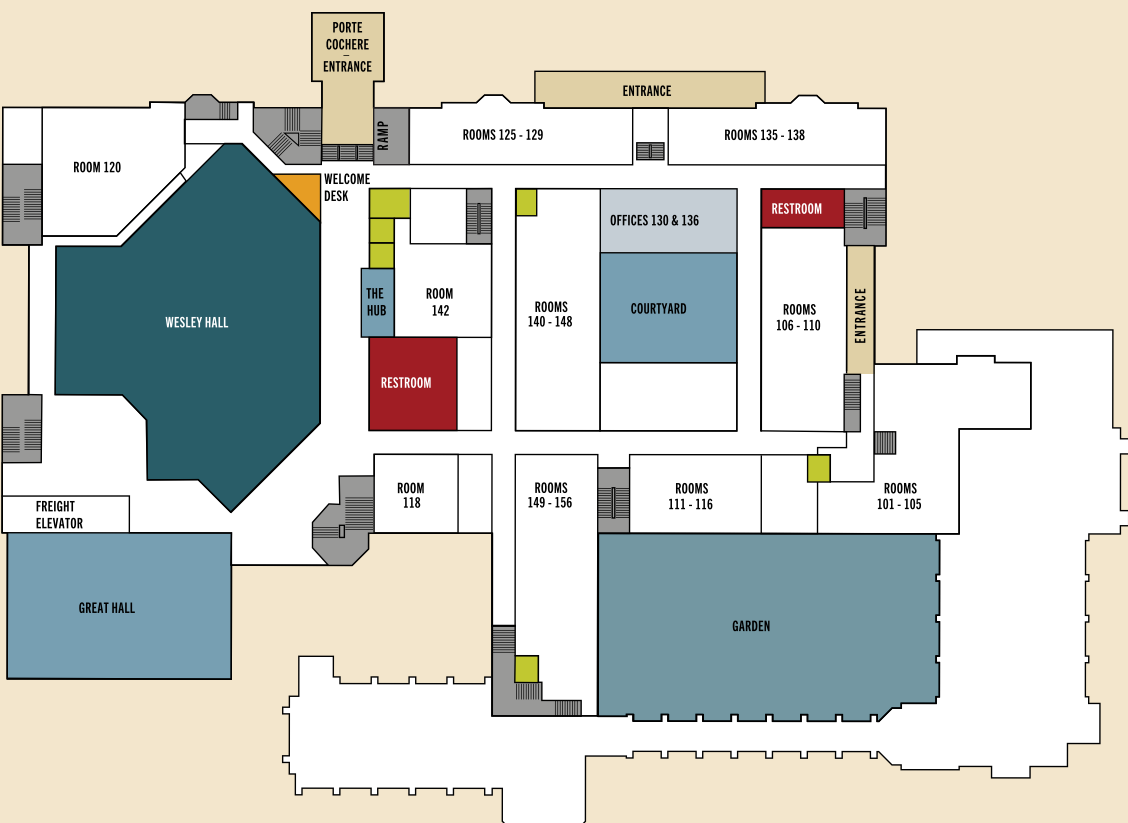 PORTE
COCHERE
–
ENTRANCE
ENTRANCE
RAMP
ROOMS 125 - 129
ROOMS 135 - 138
ROOM 120
WELCOME
DESK
RESTROOM
OFFICES 130 & 136
THE
HUB
ROOM
142
ROOMS
140 - 148
COURTYARD
ROOMS
106 - 110
ENTRANCE
WESLEY HALL
RESTROOM
FREIGHT
ELEVATOR
ROOM
118
ROOMS
149 - 156
ROOMS
111 - 116
ROOMS
101 - 105
GREAT HALL
GARDEN